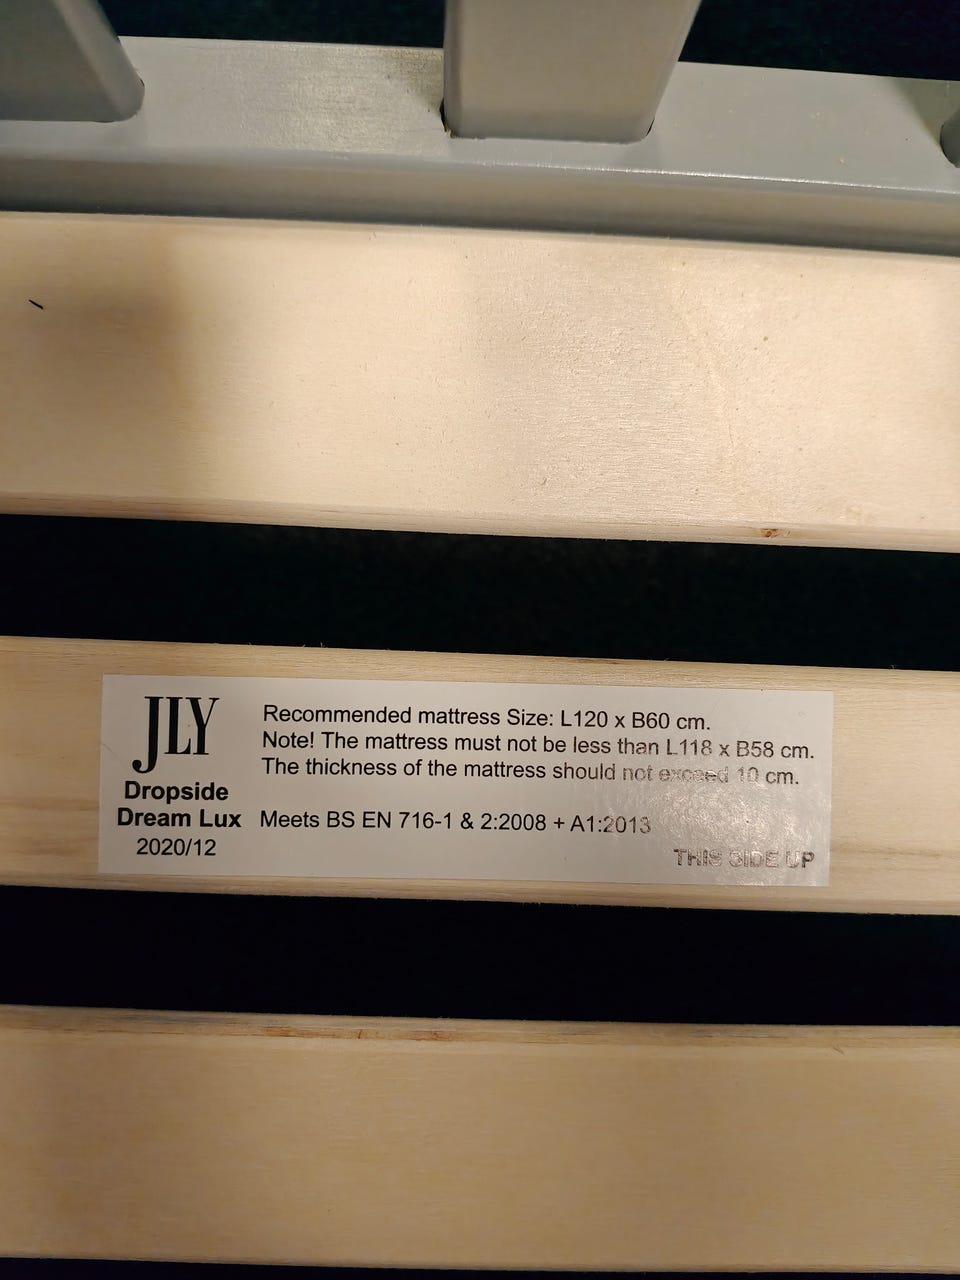 JLY
Dropside
Dream Lux
2020/12
Recommended mattress Size: L120 x B60 cm.
Note! The mattress must not be less than L118 x B58 cm.
The thickness of the mattress should not exceed 10 cm.
Meets BS EN 716-1 & 2:2008 + A1:2013
THIS SIDE UP